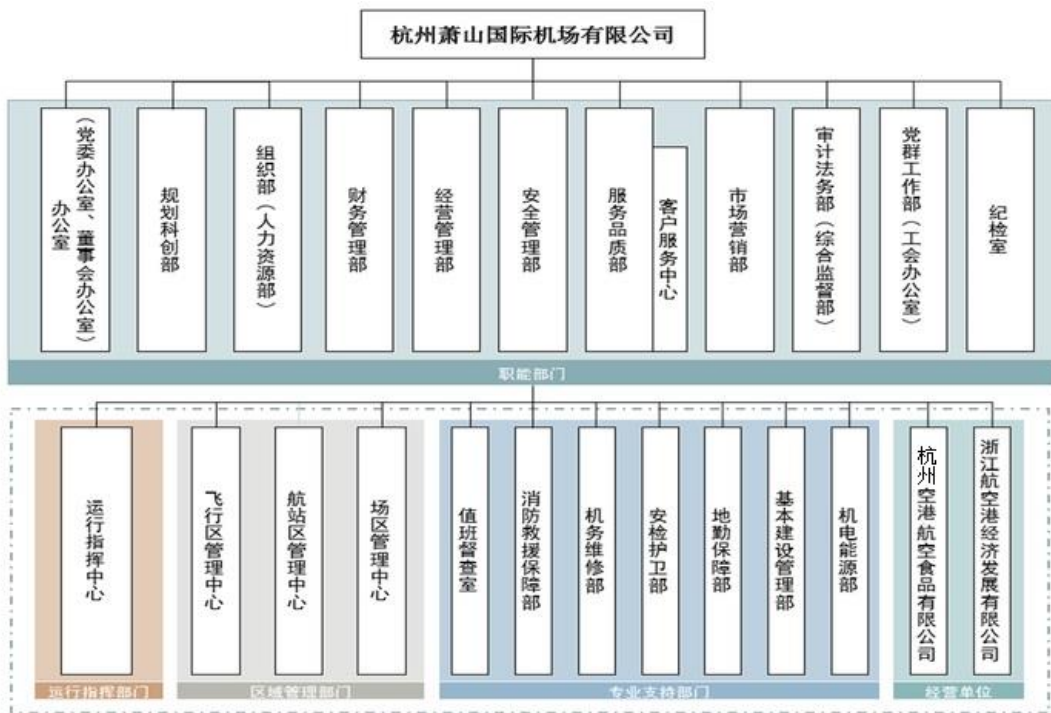 杭州萧山国际机场有限公司
办公室
（党委办公室、董事会办公室）
规划科创部
组织部（人力资源部）
财务管理部
经营管理部
安全管理部
服务品质部
客户服务中心
市场营销部
审计法务部（综合监督部）
党群工作部（工会办公室）
纪检室
职能部门
运行指挥中心
飞行区管理中心
航站区管理中心
场区管理中心
值班督查室
消防救援保障部
机务维修部
安检护卫部
地勤保障部
基本建设管理部
机电能源部
杭州空港航空食品有限公司
浙江航空港经济发展有限公司
运行指挥部门
区域管理部门
专业支持部门
经营单位